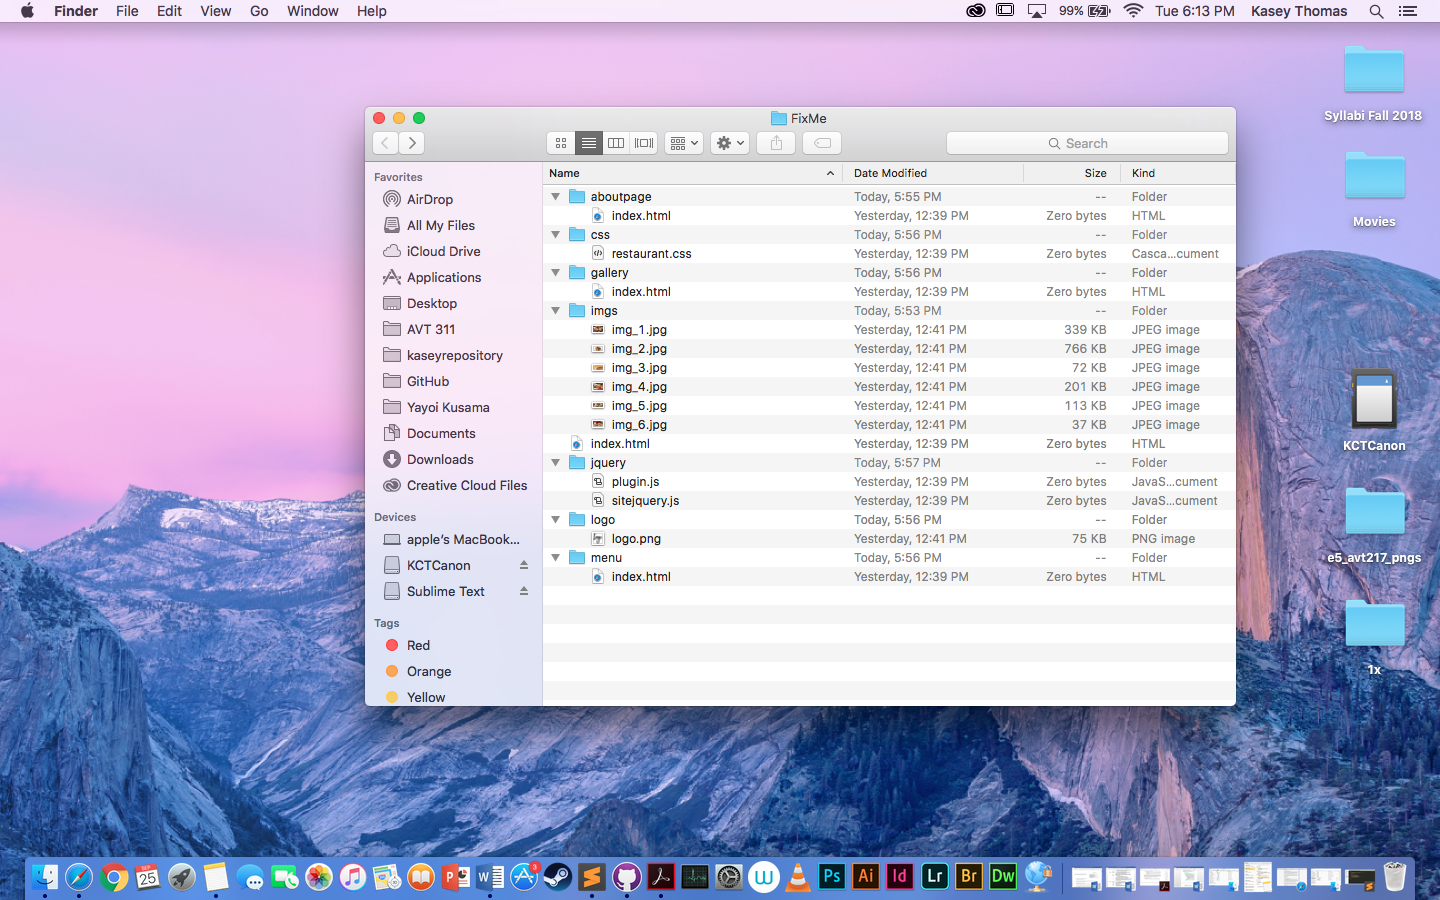 Finder File Edit View Go Window Help 99% Tue 6:13 PM Kasey Thomas
FixMe
Search
Favorites
AirDrop
All My Files
iCloud Drive
Applications
Desktop
AVT 311
kaseyrepository
GitHub
Yayoi Kusama
Documents
Downloads
Creative Cloud Files
Devices
apple's MacBook...
KCTCanon
Sublime Text
Tags
Red
Orange
Yellow
Name Date Modified Size Kind
aboutpage Today, 5:55 PM -- Folder
index.html Yesterday, 12:39 PM Zero bytes HTML
css Today, 5:56 PM -- Folder
restaurant.css Yesterday, 12:39 PM Zero bytes Casca...cument
gallery Today, 5:56 PM -- Folder
index.html Yesterday, 12:39 PM Zero bytes HTML
imgs Today, 5:53 PM -- Folder
img_1.jpg Yesterday, 12:41 PM 339 KB JPEG image
img_2.jpg Yesterday, 12:41 PM 766 KB JPEG image
img_3.jpg Yesterday, 12:41 PM 72 KB JPEG image
img_4.jpg Yesterday, 12:41 PM 201 KB JPEG image
img_5.jpg Yesterday, 12:41 PM 113 KB JPEG image
img_6.jpg Yesterday, 12:41 PM 37 KB JPEG image
index.html Yesterday, 12:39 PM Zero bytes HTML
jquery Today, 5:57 PM -- Folder
plugin.js Yesterday, 12:39 PM Zero bytes JavaS...cument
sitejquery.js Yesterday, 12:39 PM Zero bytes JavaS...cument
logo Today, 5:56 PM -- Folder
logo.png Yesterday, 12:41 PM 75 KB PNG image
menu Today, 5:56 PM -- Folder
index.html Yesterday, 12:39 PM Zero bytes HTML
Syllabi Fall 2018
Movies
KCTCanon
e5_avt217_pngs
1x
25 P W 3 Ps Ai Id Lr Br Dw